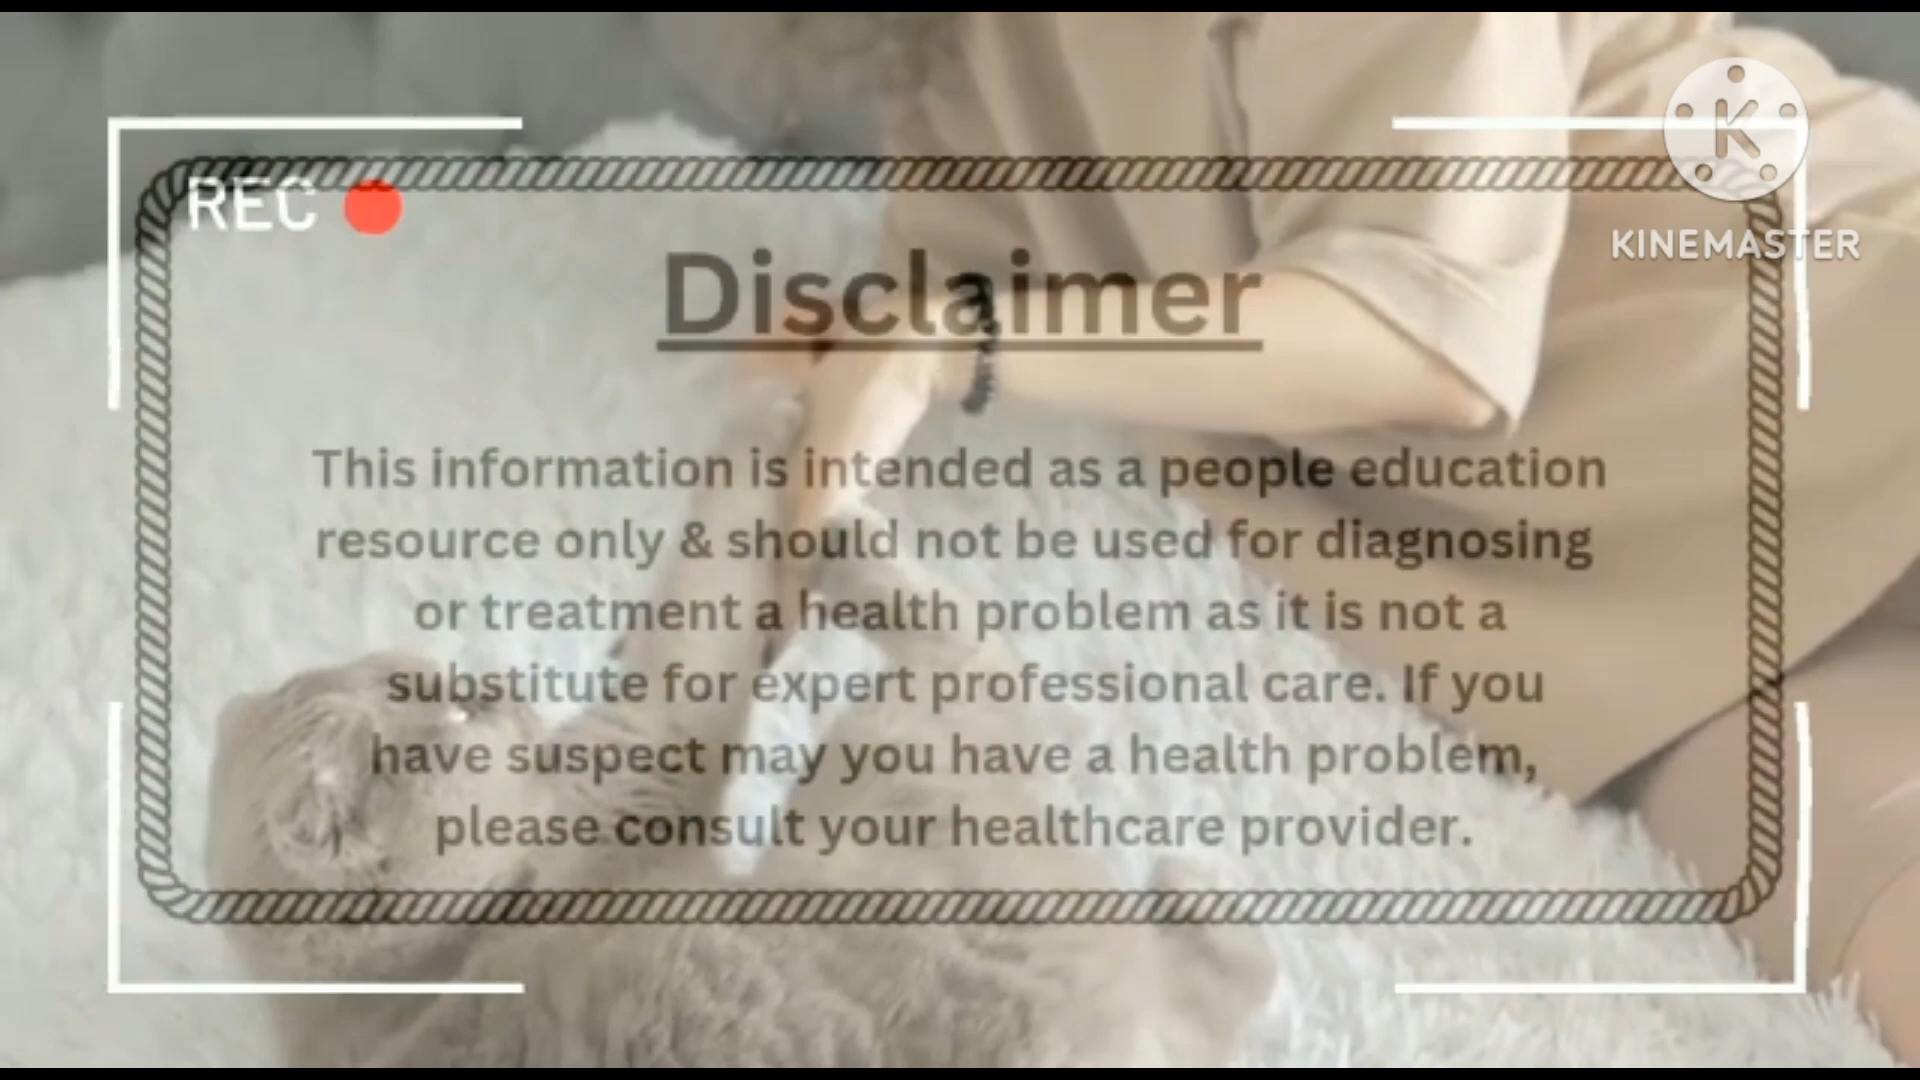 REC
KINEMASTER
Disclaimer
This information is intended as a people education
resource only & should not be used for diagnosing
or treatment a health problem as it is not a
substitute for expert professional care. If you
have suspect may you have a health problem,
please consult your healthcare provider.